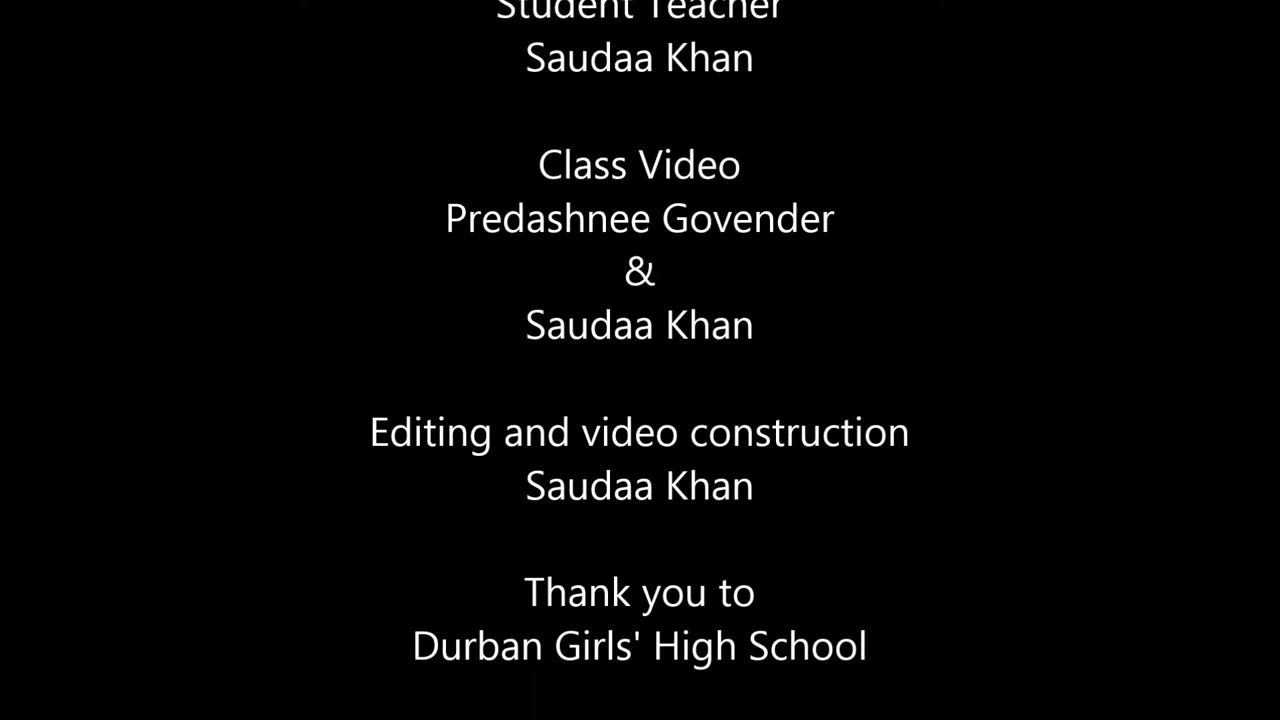 Student Teacher
Saudaa Khan
Class Video
Predashnee Govender
&
Saudaa Khan
Editing and video construction
Saudaa Khan
Thank you to
Durban Girls' High School